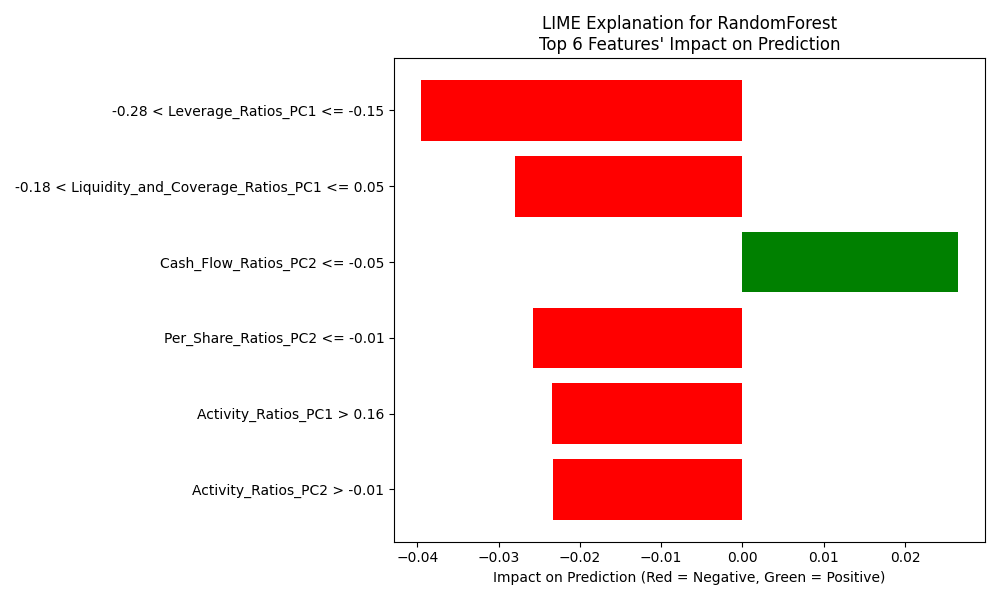 LIME Explanation for RandomForest
Top 6 Features' Impact on Prediction
-0.28 < Leverage_Ratios_PC1 <= -0.15
-0.18 < Liquidity_and_Coverage_Ratios_PC1 <= 0.05
Cash_Flow_Ratios_PC2 <= -0.05
Per_Share_Ratios_PC2 <= -0.01
Activity_Ratios_PC1 > 0.16
Activity_Ratios_PC2 > -0.01
−0.04 −0.03 −0.02 −0.01 0.00 0.01 0.02
Impact on Prediction (Red = Negative, Green = Positive)